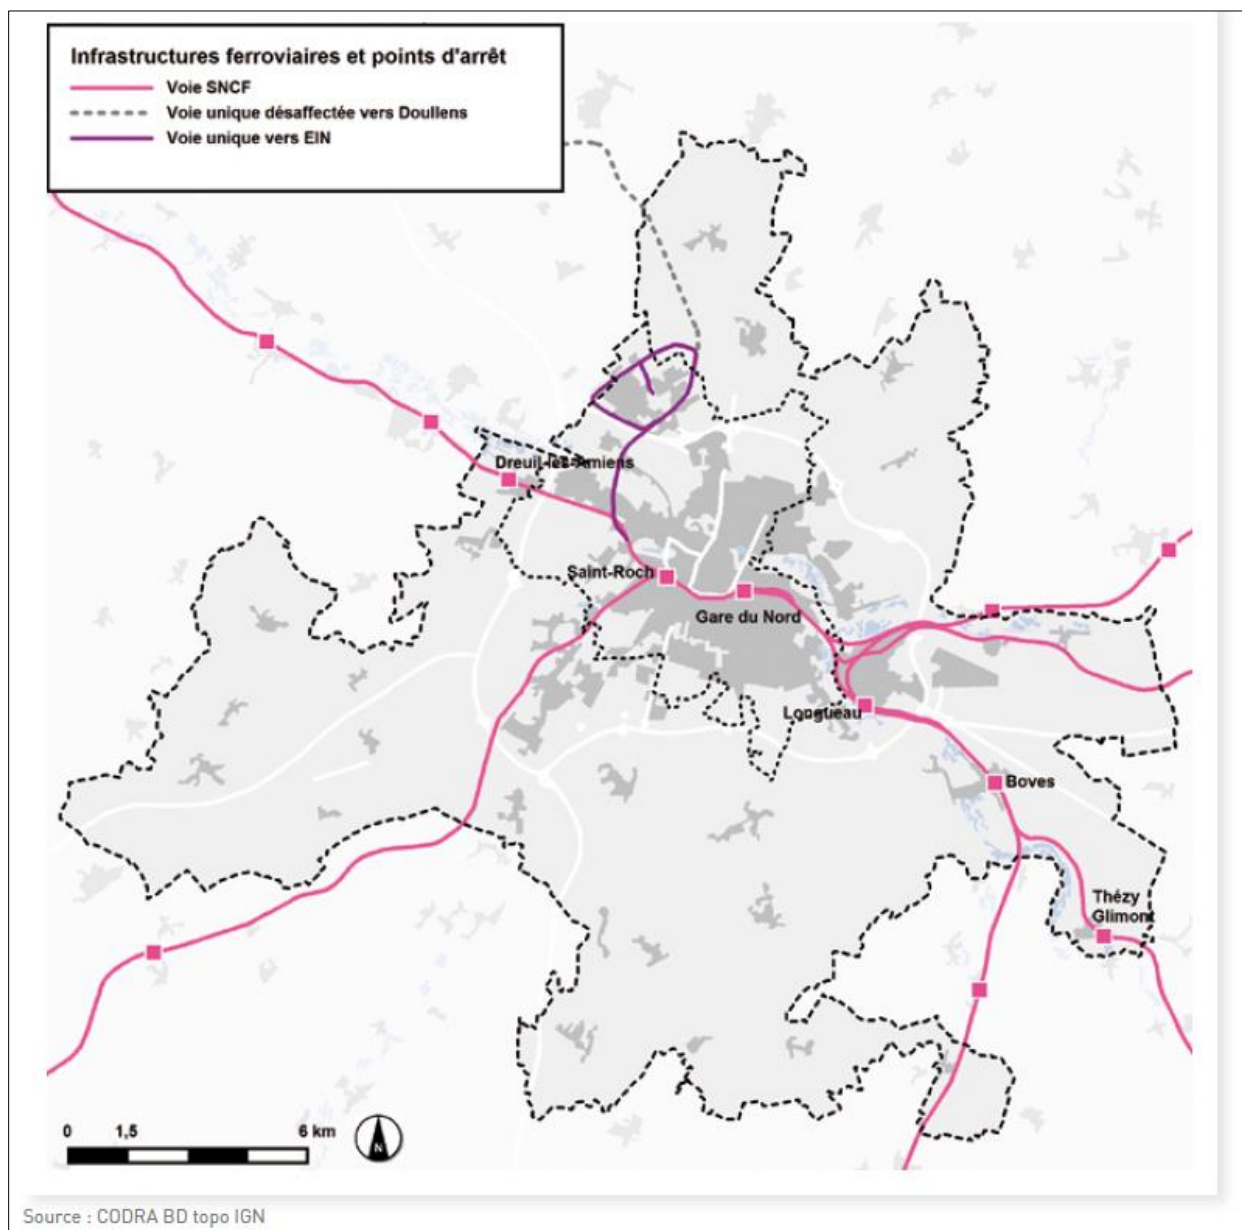 Infrastructures ferroviaires et points d'arrêt
Voie SNCF
Voie unique désaffectée vers Doullens
Voie unique vers EIN
Dreuil-les-Amiens
Saint-Roch
Gare du Nord
Longueau
Boves
Thézy
Glimont
0 1,5 6 km
N
Source : CODRA BD topo IGN